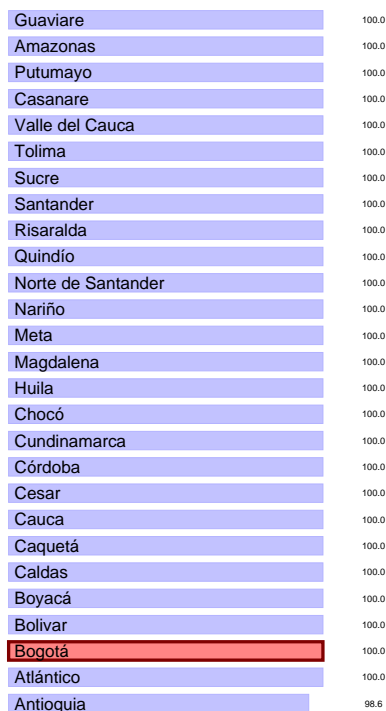 Guaviare 100.0
Amazonas 100.0
Putumayo 100.0
Casanare 100.0
Valle del Cauca 100.0
Tolima 100.0
Sucre 100.0
Santander 100.0
Risaralda 100.0
Quindío 100.0
Norte de Santander 100.0
Nariño 100.0
Meta 100.0
Magdalena 100.0
Huila 100.0
Chocó 100.0
Cundinamarca 100.0
Córdoba 100.0
Cesar 100.0
Cauca 100.0
Caquetá 100.0
Caldas 100.0
Boyacá 100.0
Bolivar 100.0
Bogotá 100.0
Atlántico 100.0
Antioquia 98.6